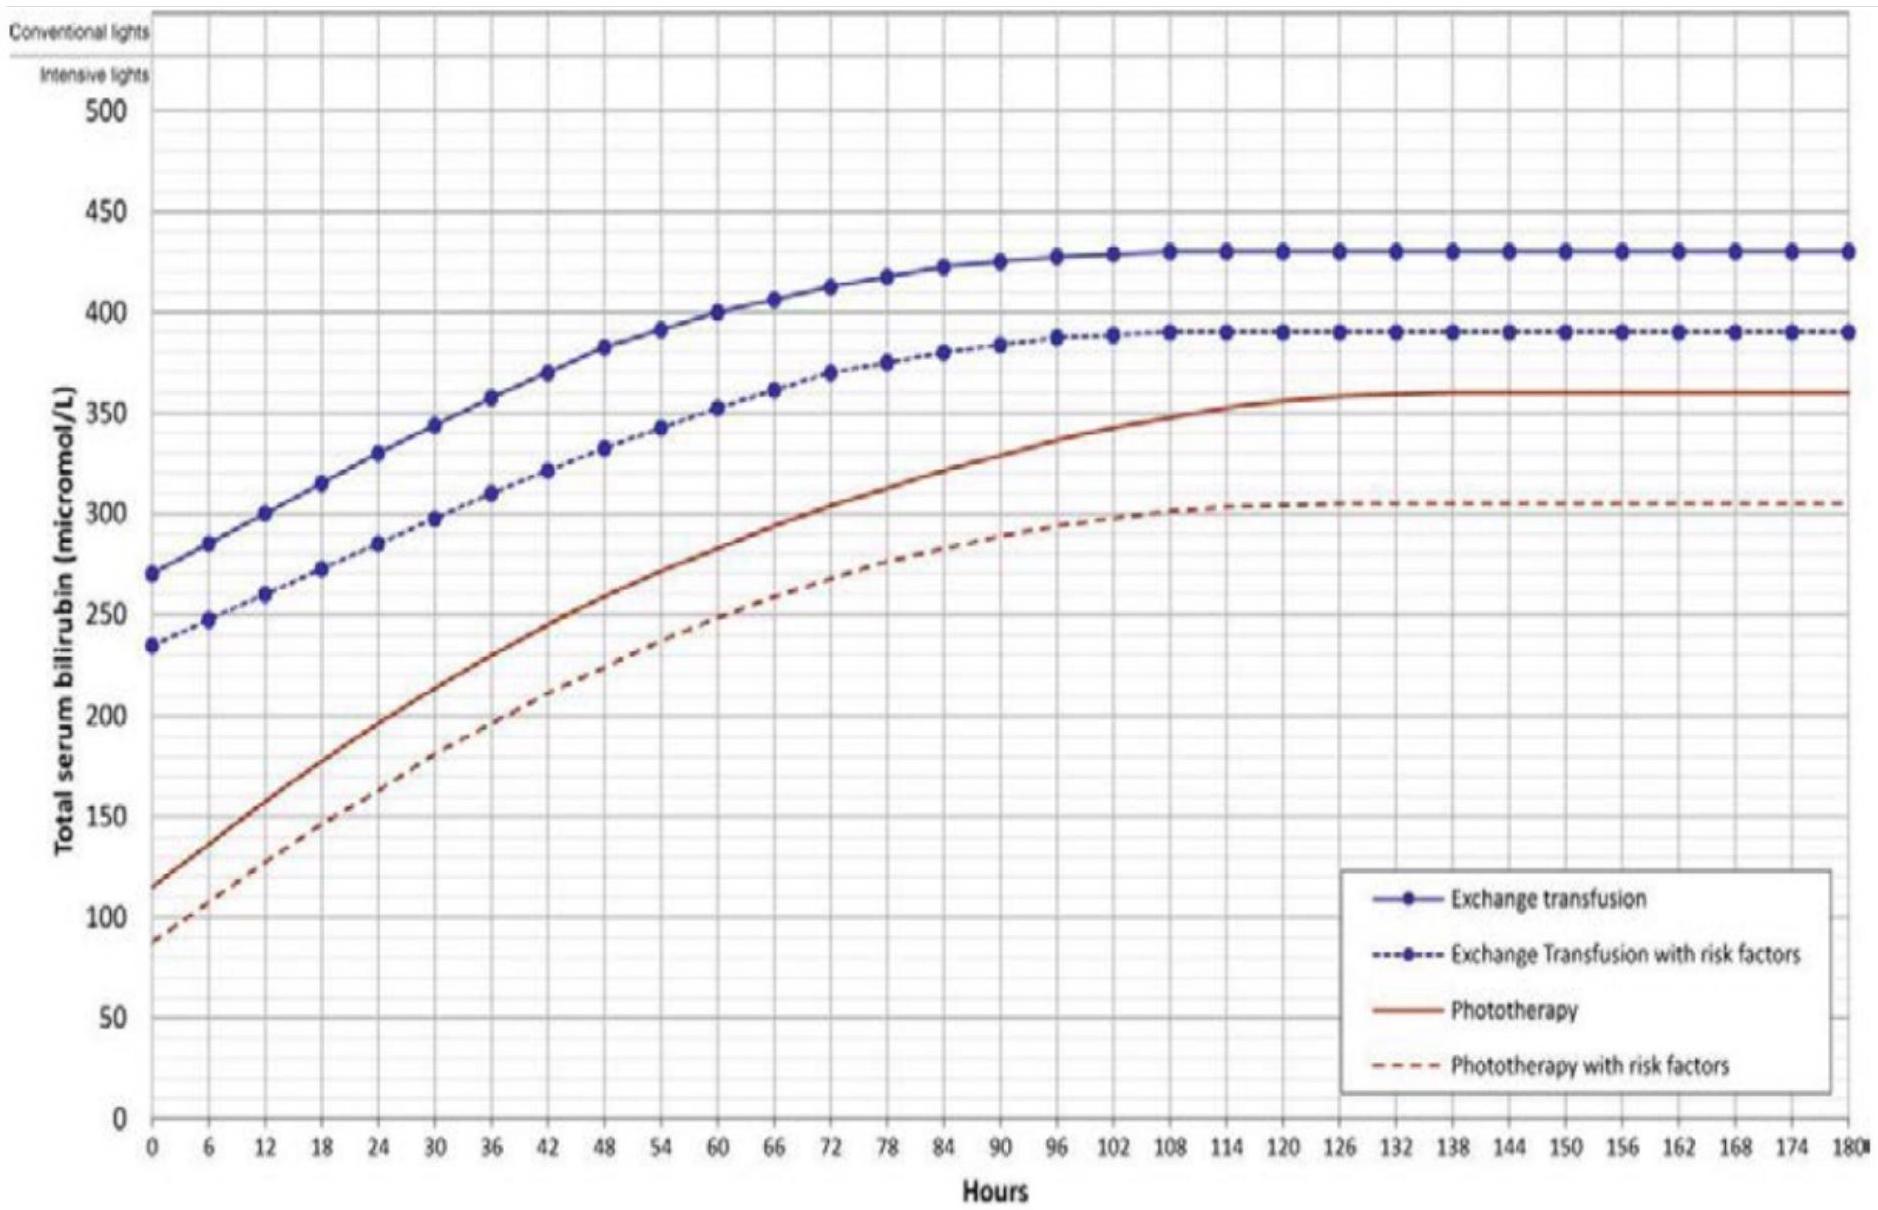 Conventional lights
Intensive lights
500
450
400
350
300
250
200
150
100
50
0
Total serum bilirubin (micromol/L)
0 6 12 18 24 30 36 42 48 54 60 66 72 78 84 90 96 102 108 114 120 126 132 138 144 150 156 162 168 174 180
Hours
Exchange transfusion
Exchange Transfusion with risk factors
Phototherapy
Phototherapy with risk factors